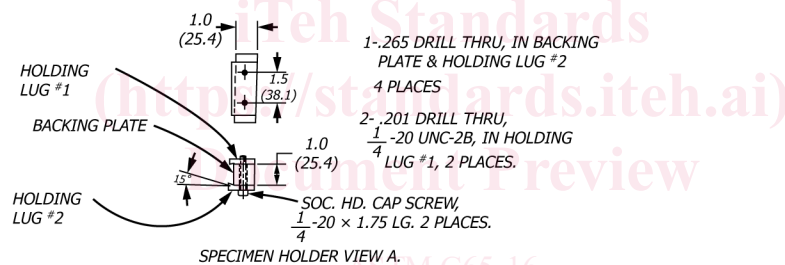 iTeh Standards
(https://standards.iteh.ai)
Document Preview
1.0
(25.4)
1.5
(38.1)
HOLDING
LUG #1
BACKING PLATE
1.0
(25.4)
15°
HOLDING
LUG #2
1-.265 DRILL THRU, IN BACKING
PLATE & HOLDING LUG #2
4 PLACES
2- .201 DRILL THRU,
1/4 -20 UNC-2B, IN HOLDING
LUG #1, 2 PLACES.
SOC. HD. CAP SCREW,
1/4 -20 × 1.75 LG. 2 PLACES.
SPECIMEN HOLDER VIEW A.